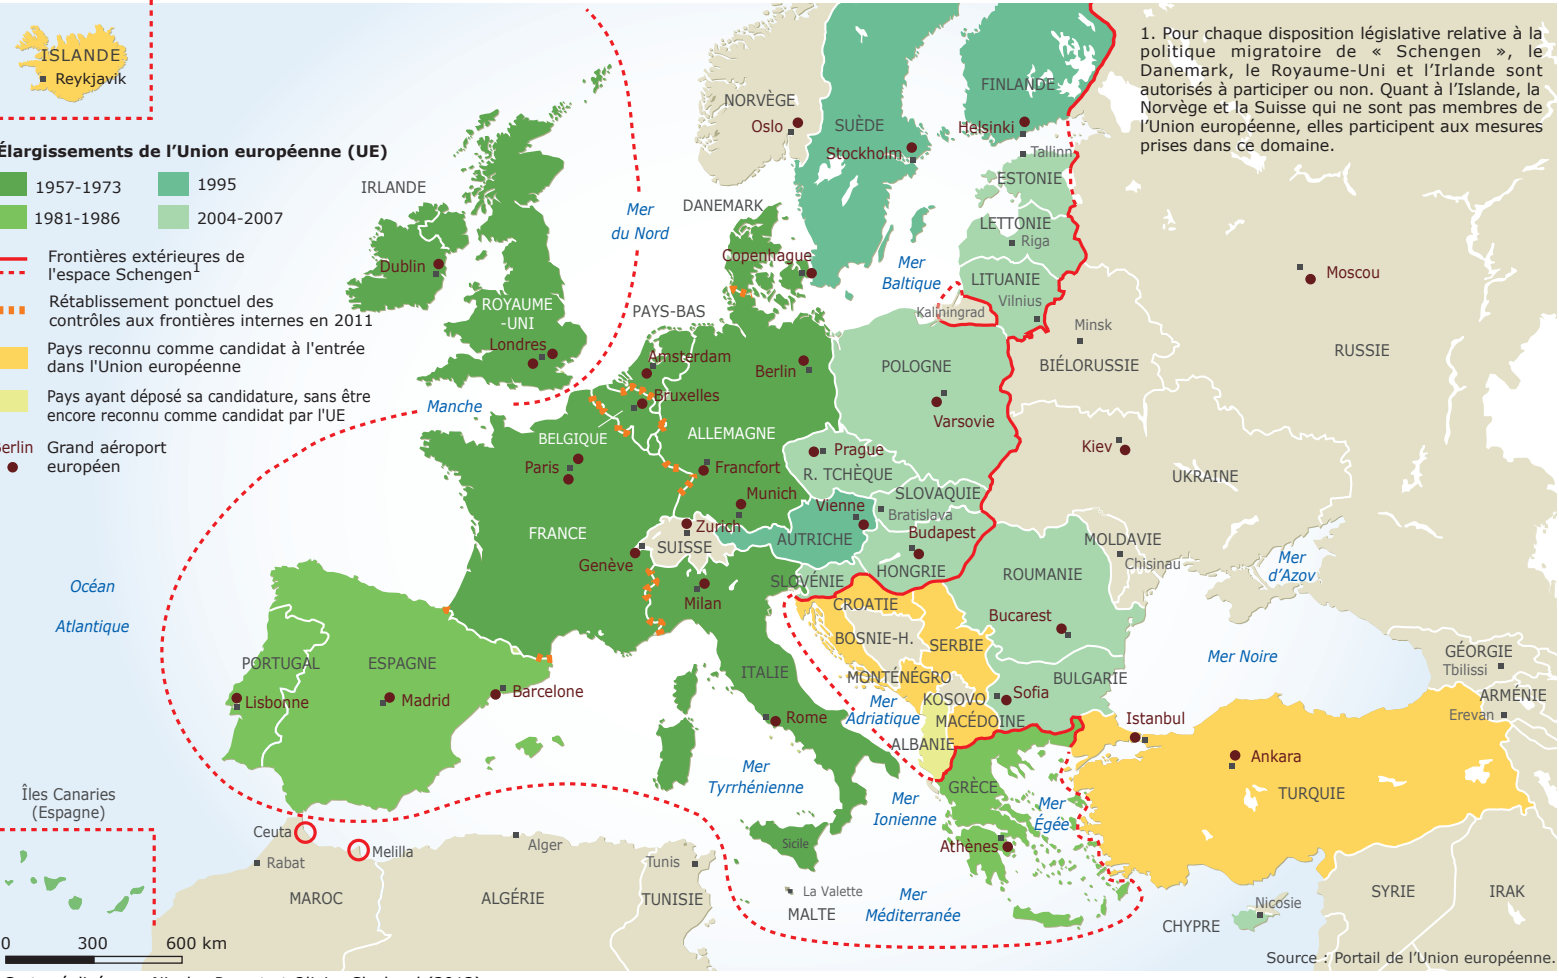 ISLANDE
Reykjavik
1. Pour chaque disposition législative relative à la
politique migratoire de « Schengen », le
Danemark, le Royaume-Uni et l'Irlande sont
autorisés à participer ou non. Quant à l'Islande, la
Norvège et la Suisse qui ne sont pas membres de
l'Union européenne, elles participent aux mesures
prises dans ce domaine.
Élargissements de l'Union européenne (UE)
1957-1973
1995
1981-1986
2004-2007
Frontières extérieures de
l'espace Schengen1
Rétablissement ponctuel des
contrôles aux frontières internes en 2011
Pays reconnu comme candidat à l'entrée
dans l'Union européenne
Pays ayant déposé sa candidature, sans être
encore reconnu comme candidat par l'UE
Berlin
Grand aéroport
européen
NORVÈGE
Oslo
SUÈDE
Stockholm
FINLANDE
Helsinki
Tallinn
ESTONIE
LETTONIE
Riga
LITUANIE
Vilnius
Kaliningrad
IRLANDE
Dublin
ROYAUME
-UNI
Londres
Mer
du Nord
DANEMARK
Copenhague
Mer
Baltique
Minsk
BIÉLORUSSIE
Moscou
RUSSIE
PAYS-BAS
Amsterdam
Bruxelles
BELGIQUE
Berlin
ALLEMAGNE
Francfort
Munich
POLOGNE
Varsovie
Prague
R. TCHÈQUE
SLOVAQUIE
Bratislava
Vienne
AUTRICHE
Budapest
HONGRIE
Kiev
UKRAINE
MOLDAVIE
Chisinau
Manche
Paris
FRANCE
Zurich
SUISSE
Genève
Milan
SLOVÉNIE
CROATIE
BOSNIE-H.
SERBIE
MONTÉNÉGRO
KOSOVO
MACÉDOINE
ALBANIE
ROUMANIE
Bucarest
BULGARIE
Sofia
Mer
d'Azov
Mer Noire
GÉORGIE
Tbilissi
ARMÉNIE
Erevan
Océan
Atlantique
PORTUGAL
Lisbonne
ESPAGNE
Madrid
Barcelone
ITALIE
Rome
Mer
Adriatique
Mer
Tyrrhénienne
Mer
Ionienne
GRÈCE
Mer
Égée
Athènes
Istanbul
Ankara
TURQUIE
Îles Canaries
(Espagne)
Ceuta
Melilla
Rabat
MAROC
Alger
ALGÉRIE
Tunis
TUNISIE
Sicile
La Valette
MALTE
Mer
Méditerranée
CHYPRE
Nicosie
SYRIE
IRAK
0 300 600 km
Source : Portail de l'Union européenne.